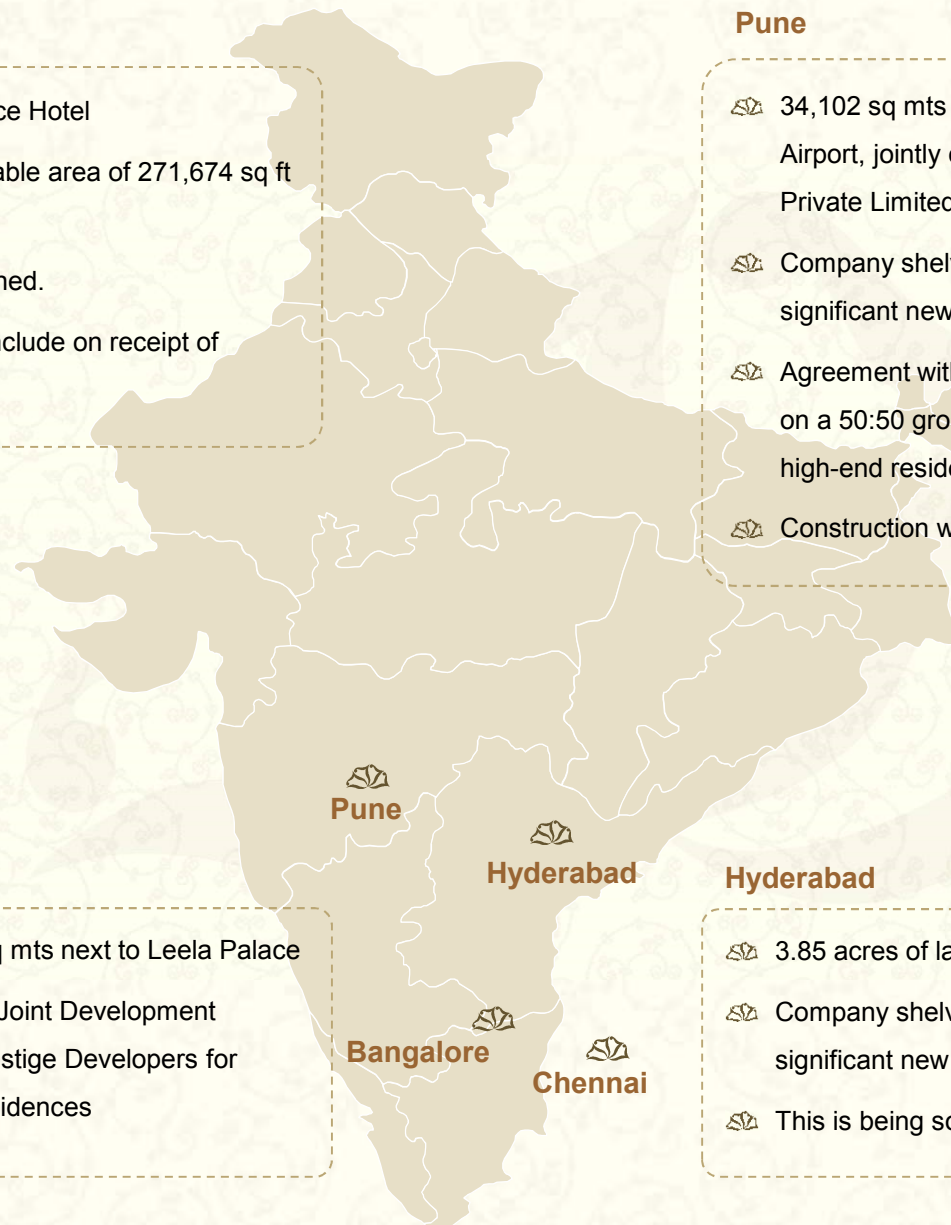 ce Hotel
able area of 271,674 sq ft
ned.
nclude on receipt of
Pune
34,102 sq mts
Airport, jointly
Private Limited
Company shel
significant new
Agreement with
on a 50:50 gro
high-end reside
Construction w
Pune
Hyderabad
Bangalore
Chennai
q mts next to Leela Palace
Joint Development
stige Developers for
idences
Hyderabad
3.85 acres of la
Company shelv
significant new
This is being so